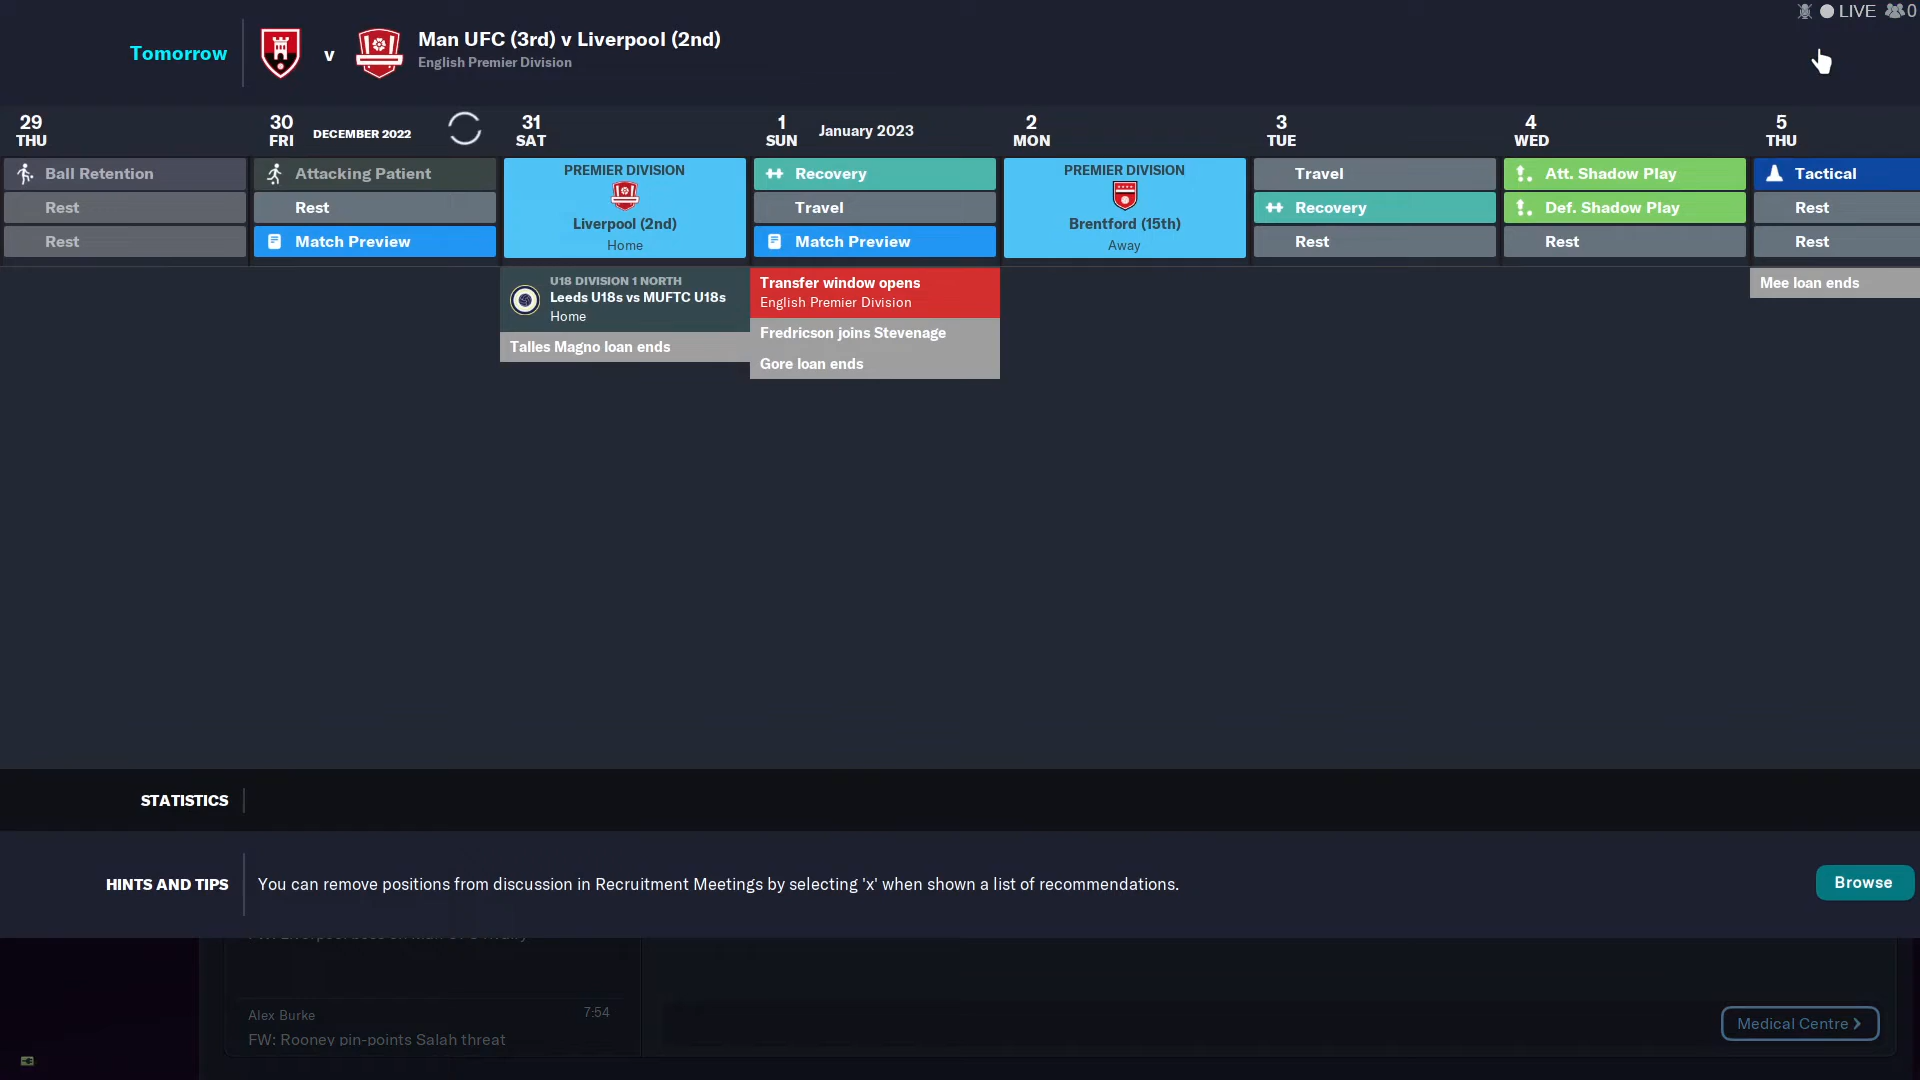 LIVE 0
Tomorrow
v
Man UFC (3rd) v Liverpool (2nd)
English Premier Division
29
THU
30
FRI
DECEMBER 2022
31
SAT
1
SUN
January 2023
2
MON
3
TUE
4
WED
5
THU
Ball Retention
Rest
Rest
Attacking Patient
Rest
Match Preview
PREMIER DIVISION
Liverpool (2nd)
Home
Recovery
Travel
Match Preview
PREMIER DIVISION
Brentford (15th)
Away
Travel
Recovery
Rest
Att. Shadow Play
Def. Shadow Play
Rest
Tactical
Rest
Rest
U18 DIVISION 1 NORTH
Leeds U18s vs MUFTC U18s
Home
Talles Magno loan ends
Transfer window opens
English Premier Division
Fredricson joins Stevenage
Gore loan ends
Mee loan ends
STATISTICS
HINTS AND TIPS
You can remove positions from discussion in Recruitment Meetings by selecting 'x' when shown a list of recommendations.
Browse
Alex Burke
7:54
FW: Rooney pin-points Salah threat
Medical Centre